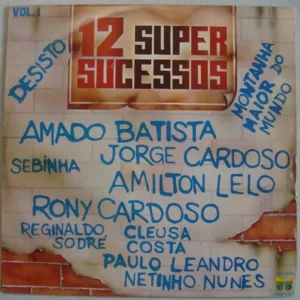 VOL. 1
12 SUPER
SUCESSOS
DESISTO
MONTANHA
MAIOR DO
MUNDO
AMADO BATISTA
JORGE CARDOSO
SEBINHA
AMILTON LELO
RONY CARDOSO
REGINALDO
SODRÉ
CLEUSA
COSTA
PAULO LEANDRO
NETINHO NUNES